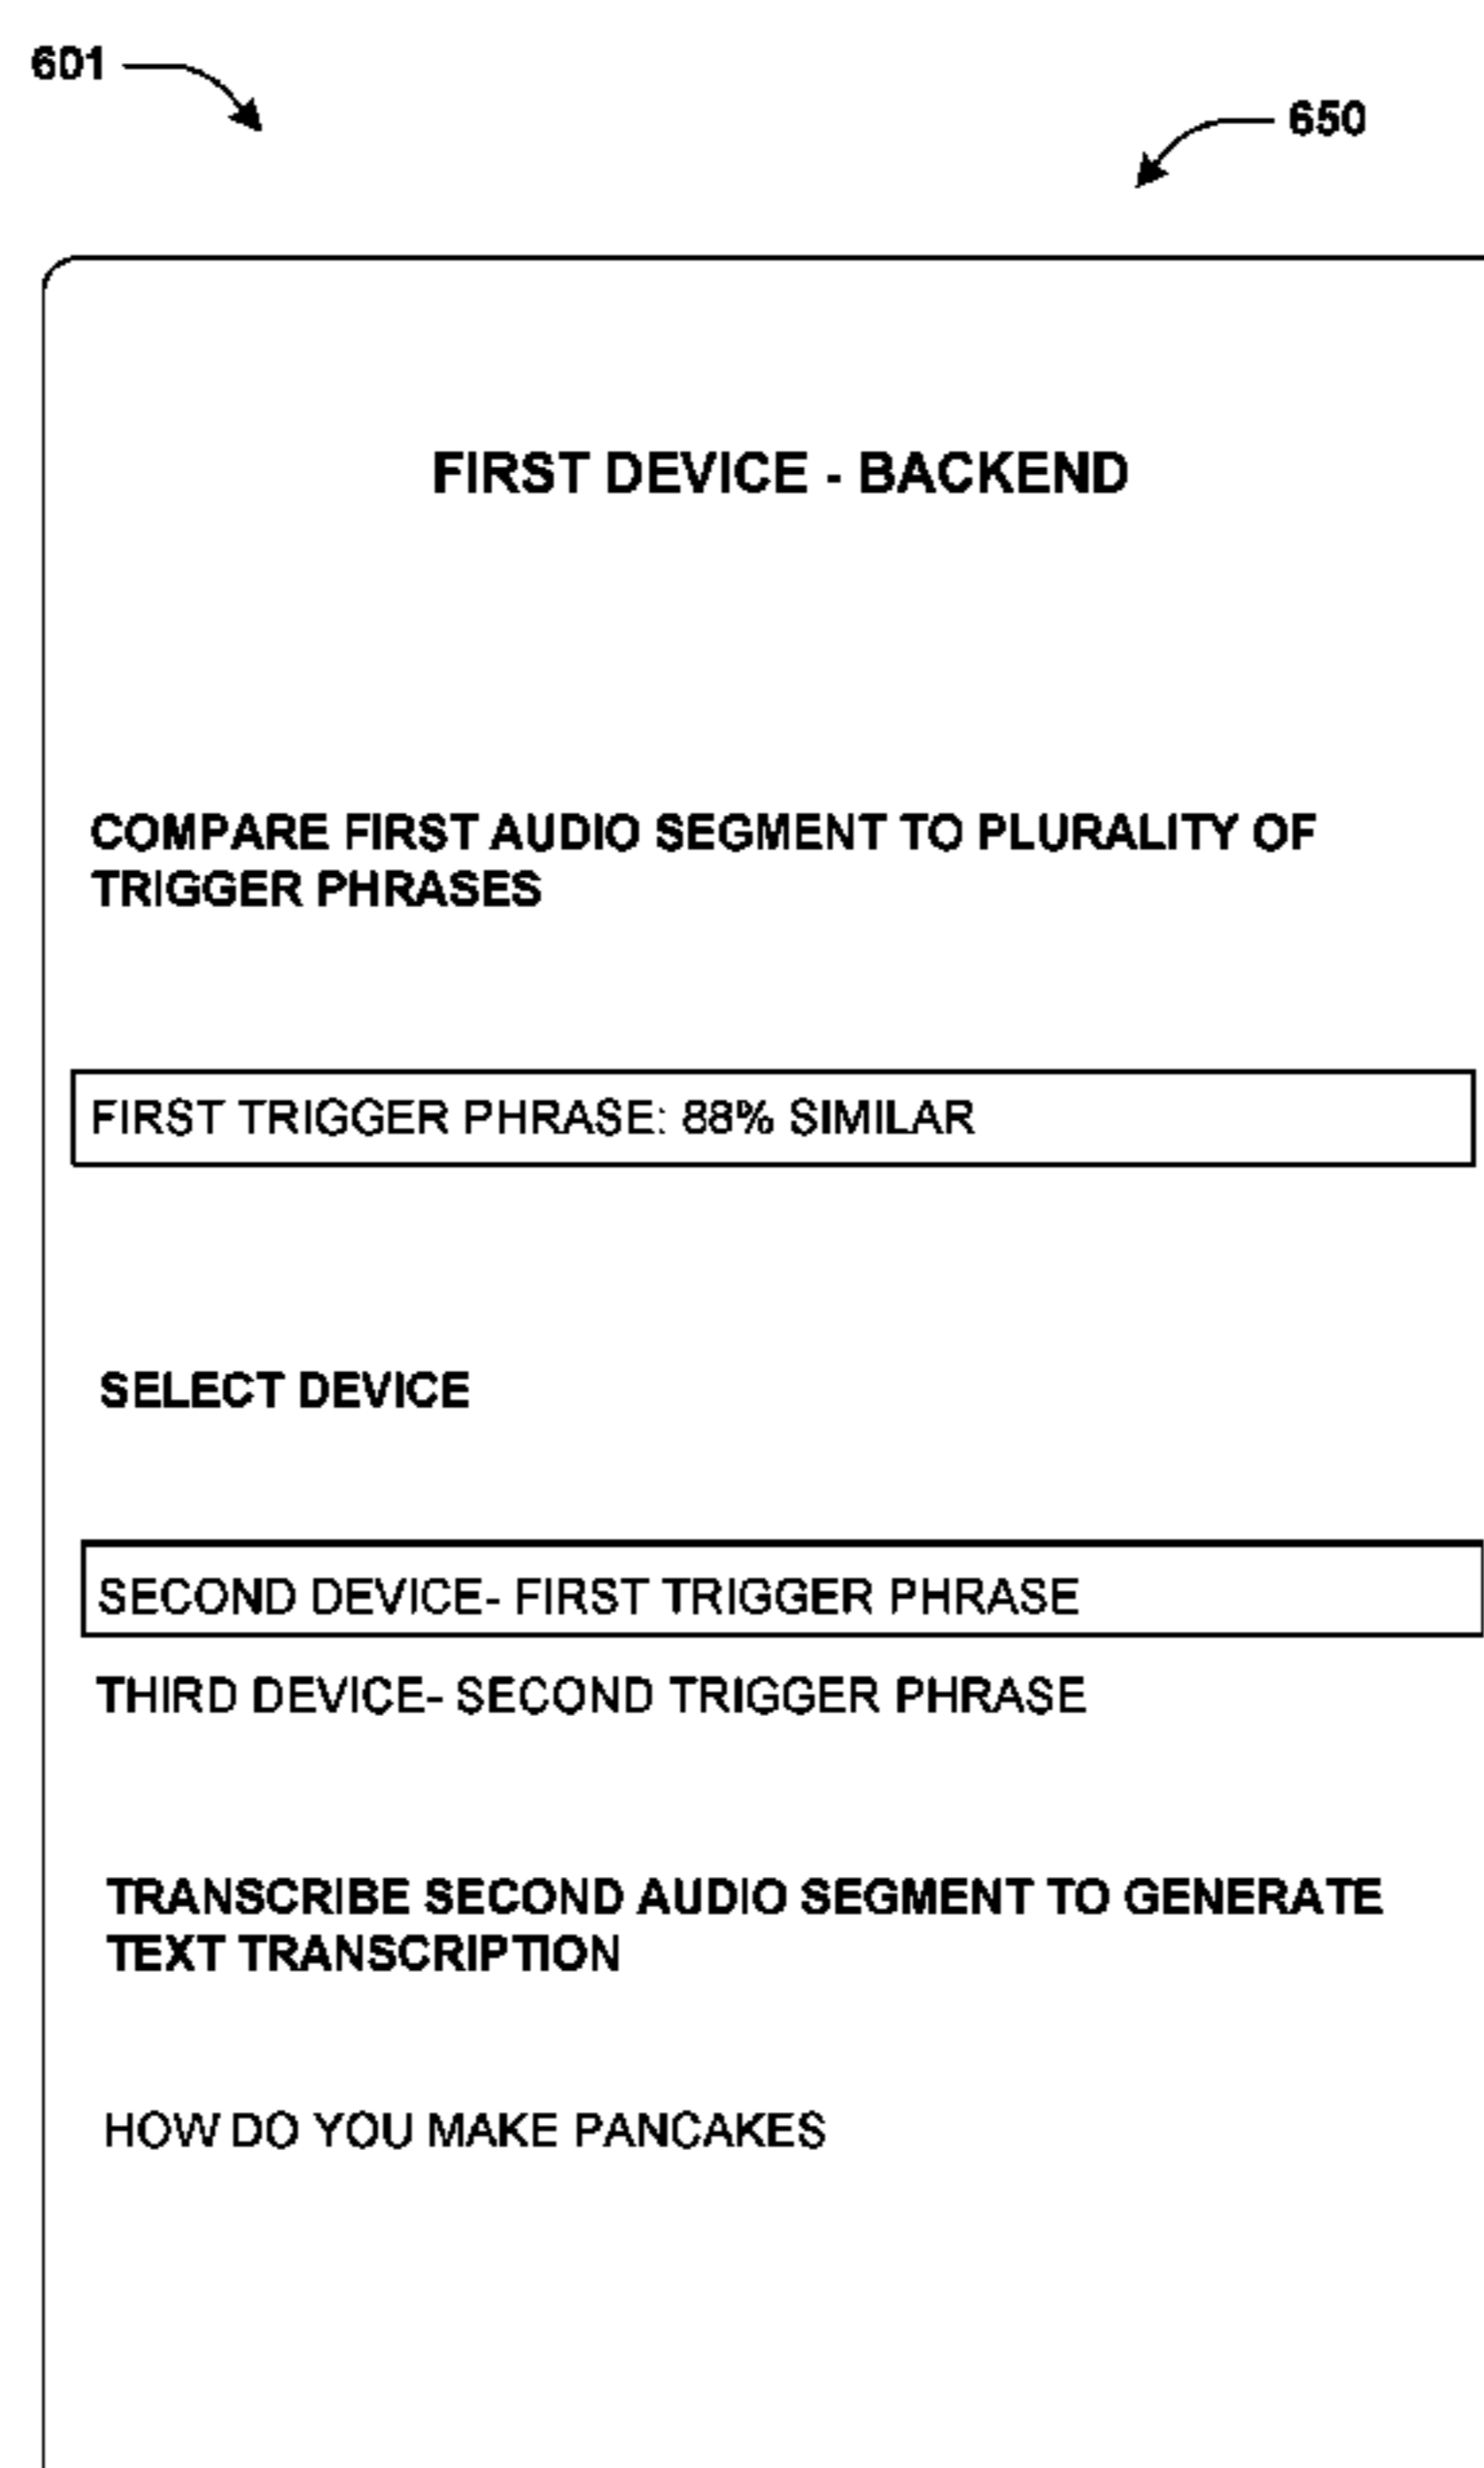 601
650
FIRST DEVICE - BACKEND
COMPARE FIRST AUDIO SEGMENT TO PLURALITY OF
TRIGGER PHRASES
FIRST TRIGGER PHRASE: 88% SIMILAR
SELECT DEVICE
SECOND DEVICE- FIRST TRIGGER PHRASE
THIRD DEVICE- SECOND TRIGGER PHRASE
TRANSCRIBE SECOND AUDIO SEGMENT TO GENERATE
TEXT TRANSCRIPTION
HOW DO YOU MAKE PANCAKES